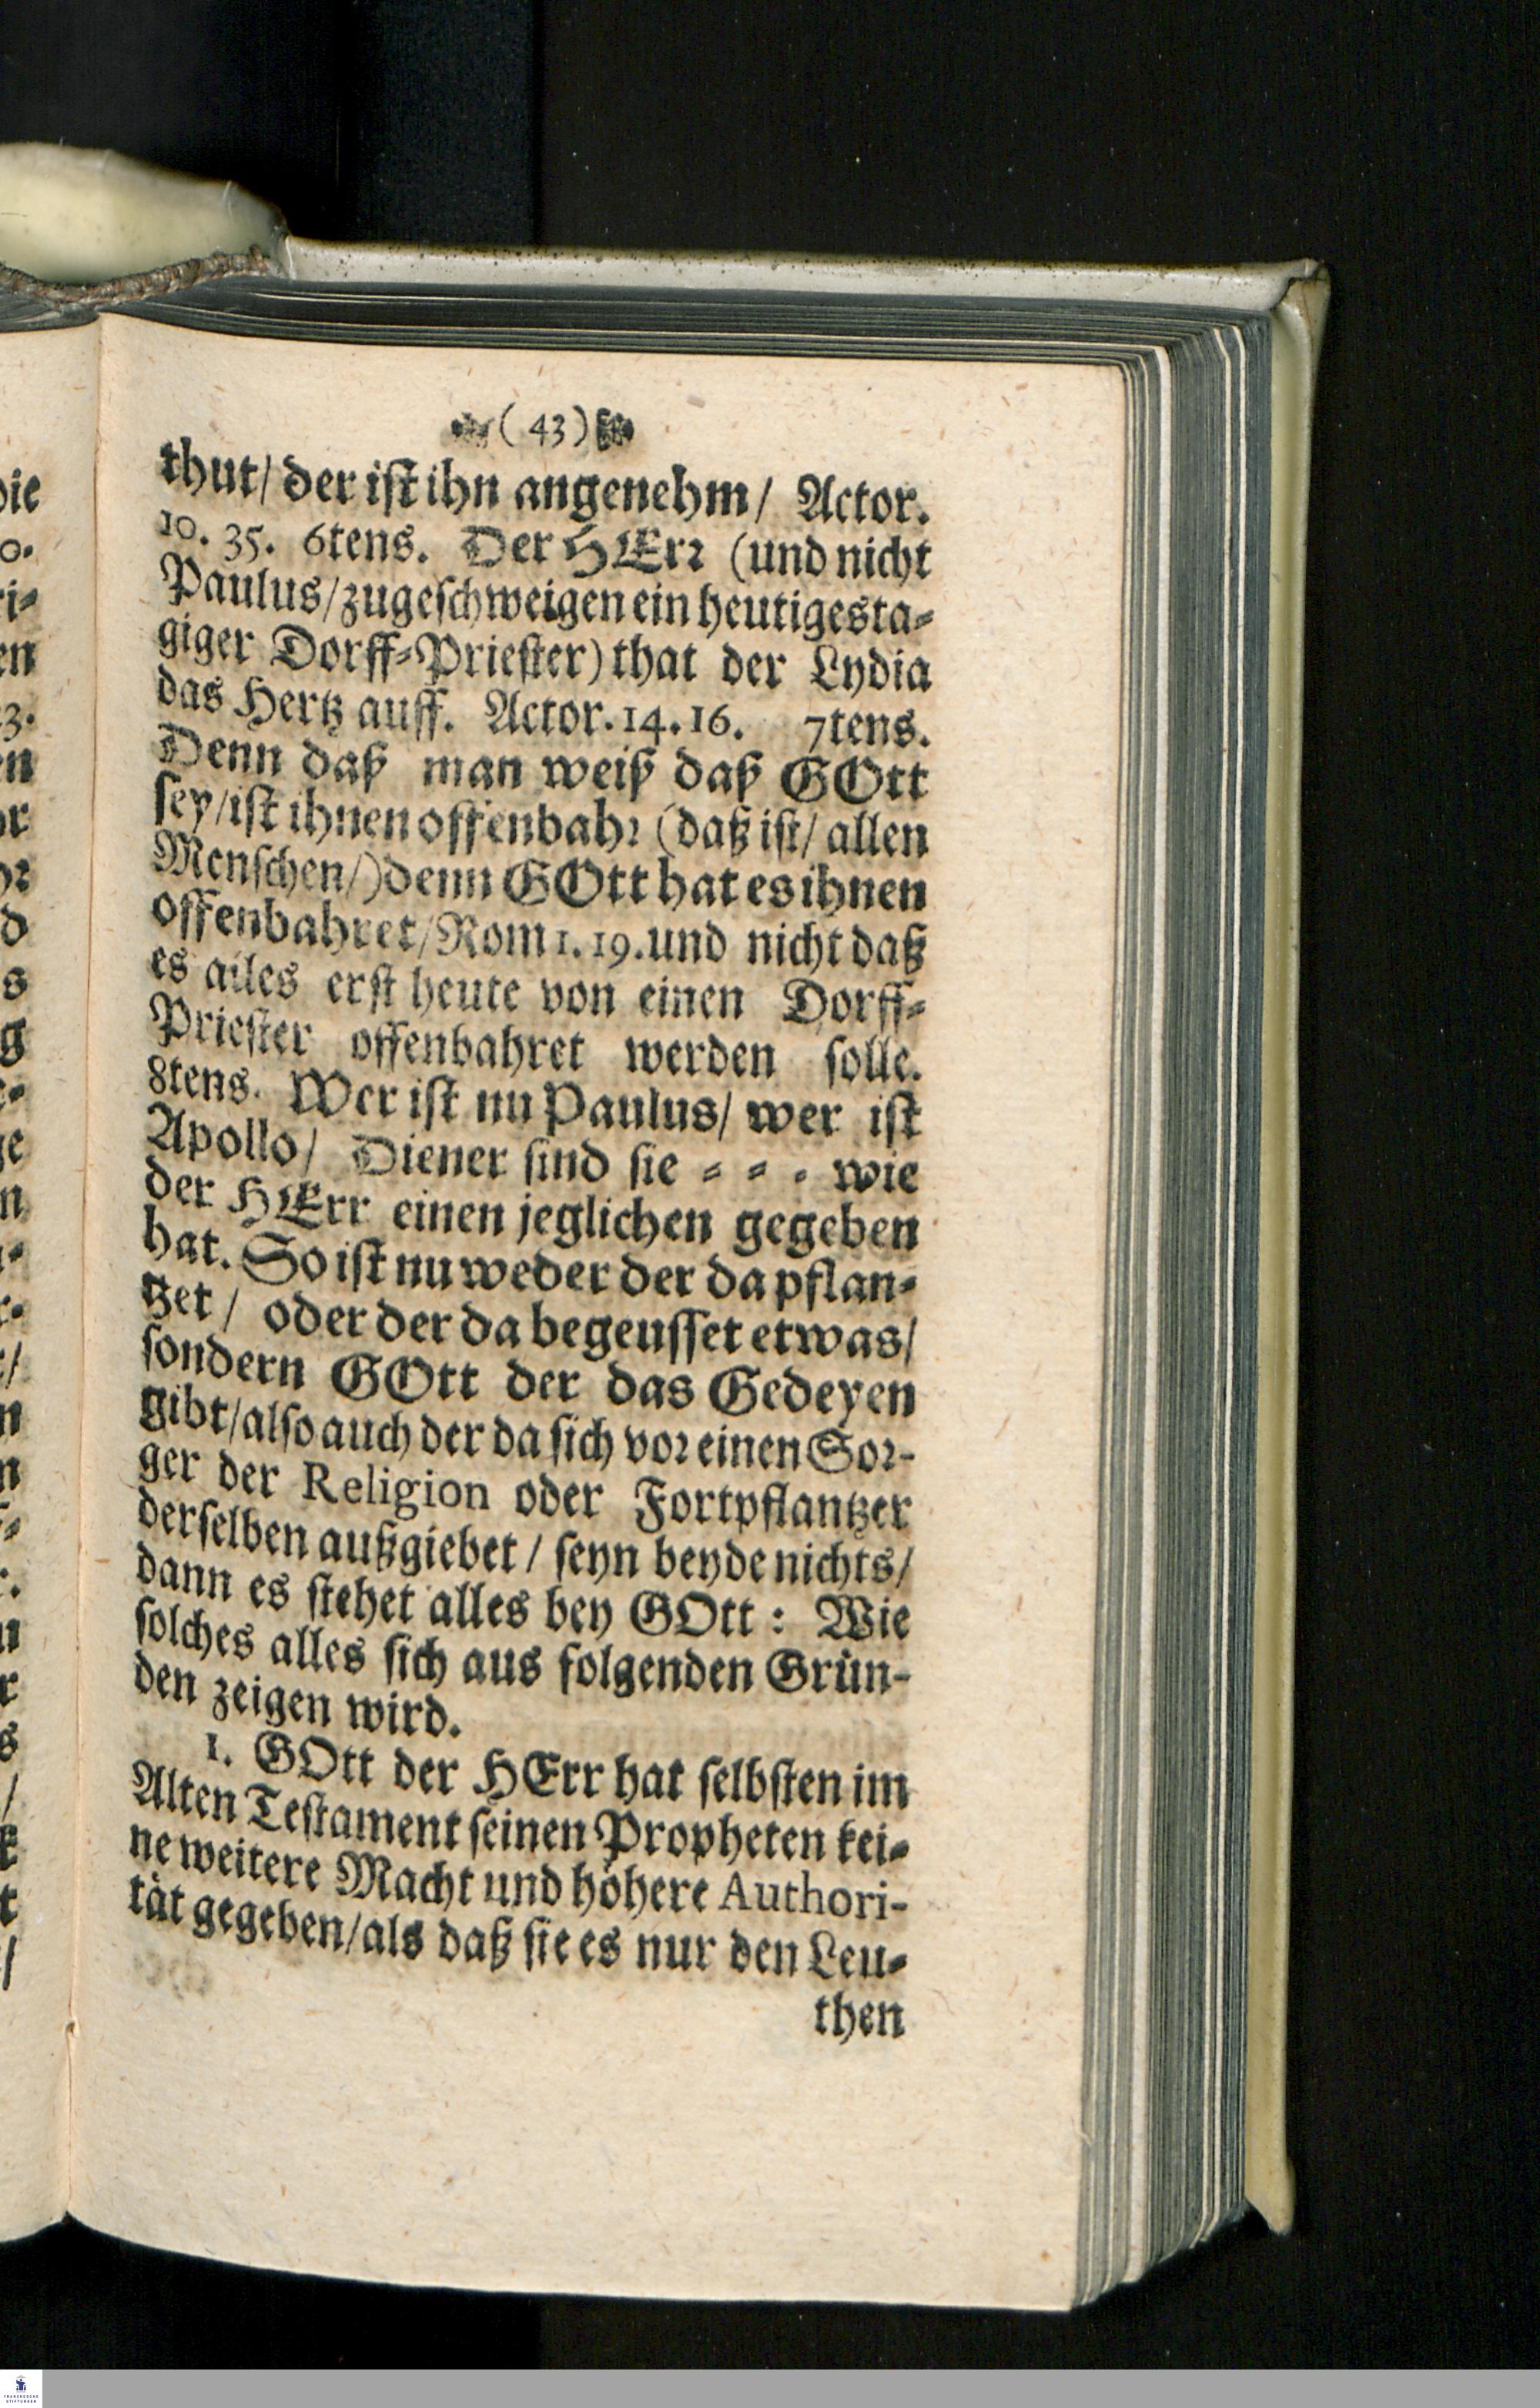 ( 43 )
thut/ der ist ihn angenehm/ Actor.
10. 35. 6tens. Der HErr (und nicht
Paulus/zugeschweigen ein heutigesta-
giger Dorff-Priester) that der Lydia
das Hertz auff. Actor. 14. 16. 7tens.
Denn daß man weiß daß GOtt
sey/ist ihnen offenbahr (daß ist/ allen
Menschen/) denn GOtt hat es ihnen
offenbahret/Rom 1. 19. und nicht daß
es alles erst heute von einen Dorff-
Priester offenbahret werden solle.
8tens. Wer ist nu Paulus/ wer ist
Apollo/ Diener sind sie - - - wie
der HErr einen jeglichen gegeben
hat. So ist nu weder der da pflan-
tzet / oder der da begeusset etwas/
sondern GOtt der das Gedeyen
gibt/also auch der da sich vor einen Sor-
ger der Religion oder Fortpflantzer
derselben außgiebet / seyn beyde nichts/
dann es stehet alles bey GOtt : Wie
solches alles sich aus folgenden Grün-
den zeigen wird.
1. GOtt der HErr hat selbsten im
Alten Testament seinen Propheten kei-
ne weitere Macht und höhere Authori-
tät gegeben/als daß sie es nur den Leu-
then
FRANCKESCHE
STIFTUNGEN